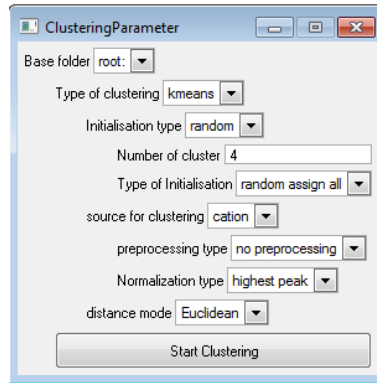 ClusteringParameter
Base folder root:
Type of clustering kmeans
Initialisation type random
Number of cluster 4
Type of Initialisation random assign all
source for clustering cation
preprocessing type no preprocessing
Normalization type highest peak
distance mode Euclidean
Start Clustering